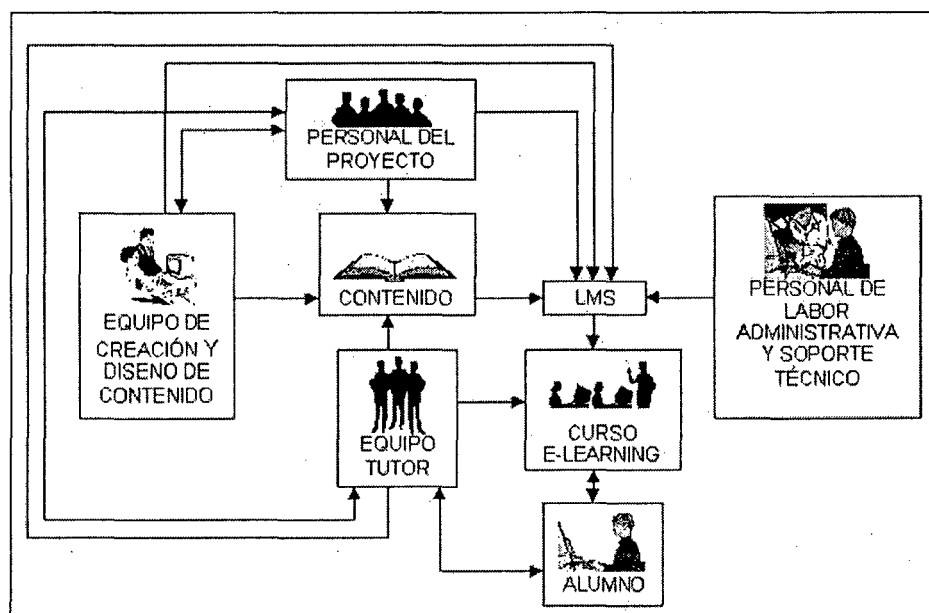 PERSONAL DEL
PROYECTO
EQUIPO DE
CREACIÓN Y
DISENO DE
CONTENIDO
CONTENIDO
LMS
PERSONAL DE
LABOR
ADMINISTRATIVA
Y SOPORTE
TÉCNICO
EQUIPO
TUTOR
CURSO
E-LEARNING
ALUMNO